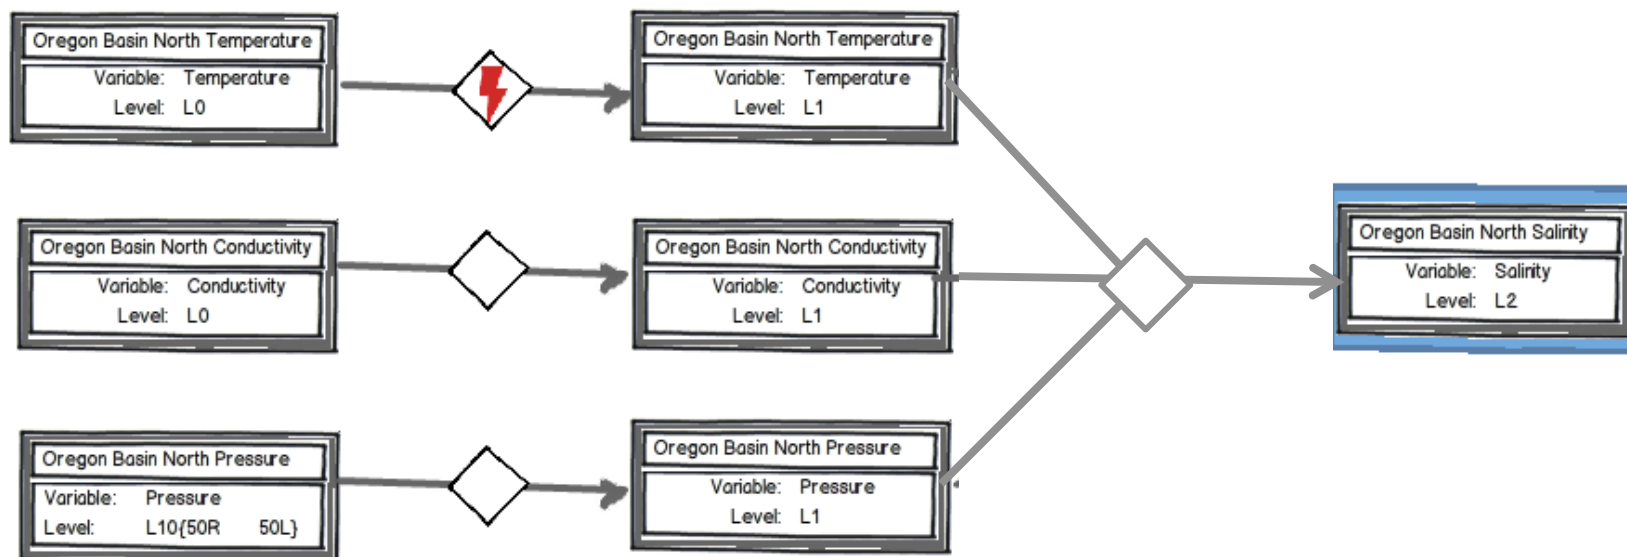 Oregon Basin North Temperature
Variable: Temperature
Level: L0
Oregon Basin North Temperature
Variable: Temperature
Level: L1
Oregon Basin North Conductivity
Variable: Conductivity
Level: L0
Oregon Basin North Conductivity
Variable: Conductivity
Level: L1
Oregon Basin North Pressure
Variable: Pressure
Level: L10{50R 50L}
Oregon Basin North Pressure
Variable: Pressure
Level: L1
Oregon Basin North Salinity
Variable: Salinity
Level: L2